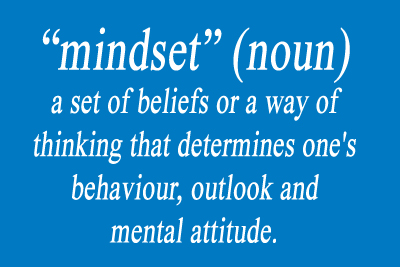 “mindset” (noun)
a set of beliefs or a way of
thinking that determines one's
behaviour, outlook and
mental attitude.